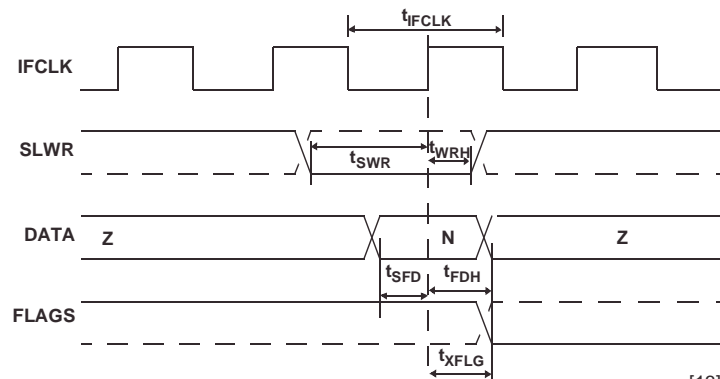 tIFCLK
IFCLK
SLWR
tSWR
tWRH
DATA
Z
N
Z
tSFD
tFDH
FLAGS
tXFLG